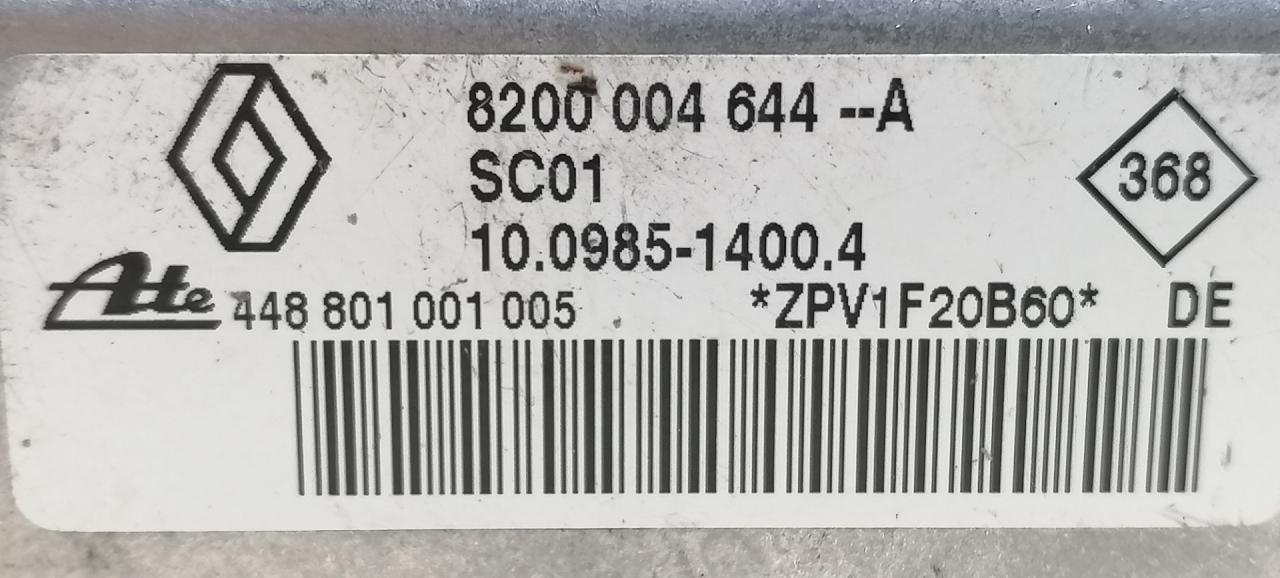 8200 004 644 --A
SC01
368
10.0985-1400.4
Ate 448 801 001 005 *ZPV1F20B60* DE